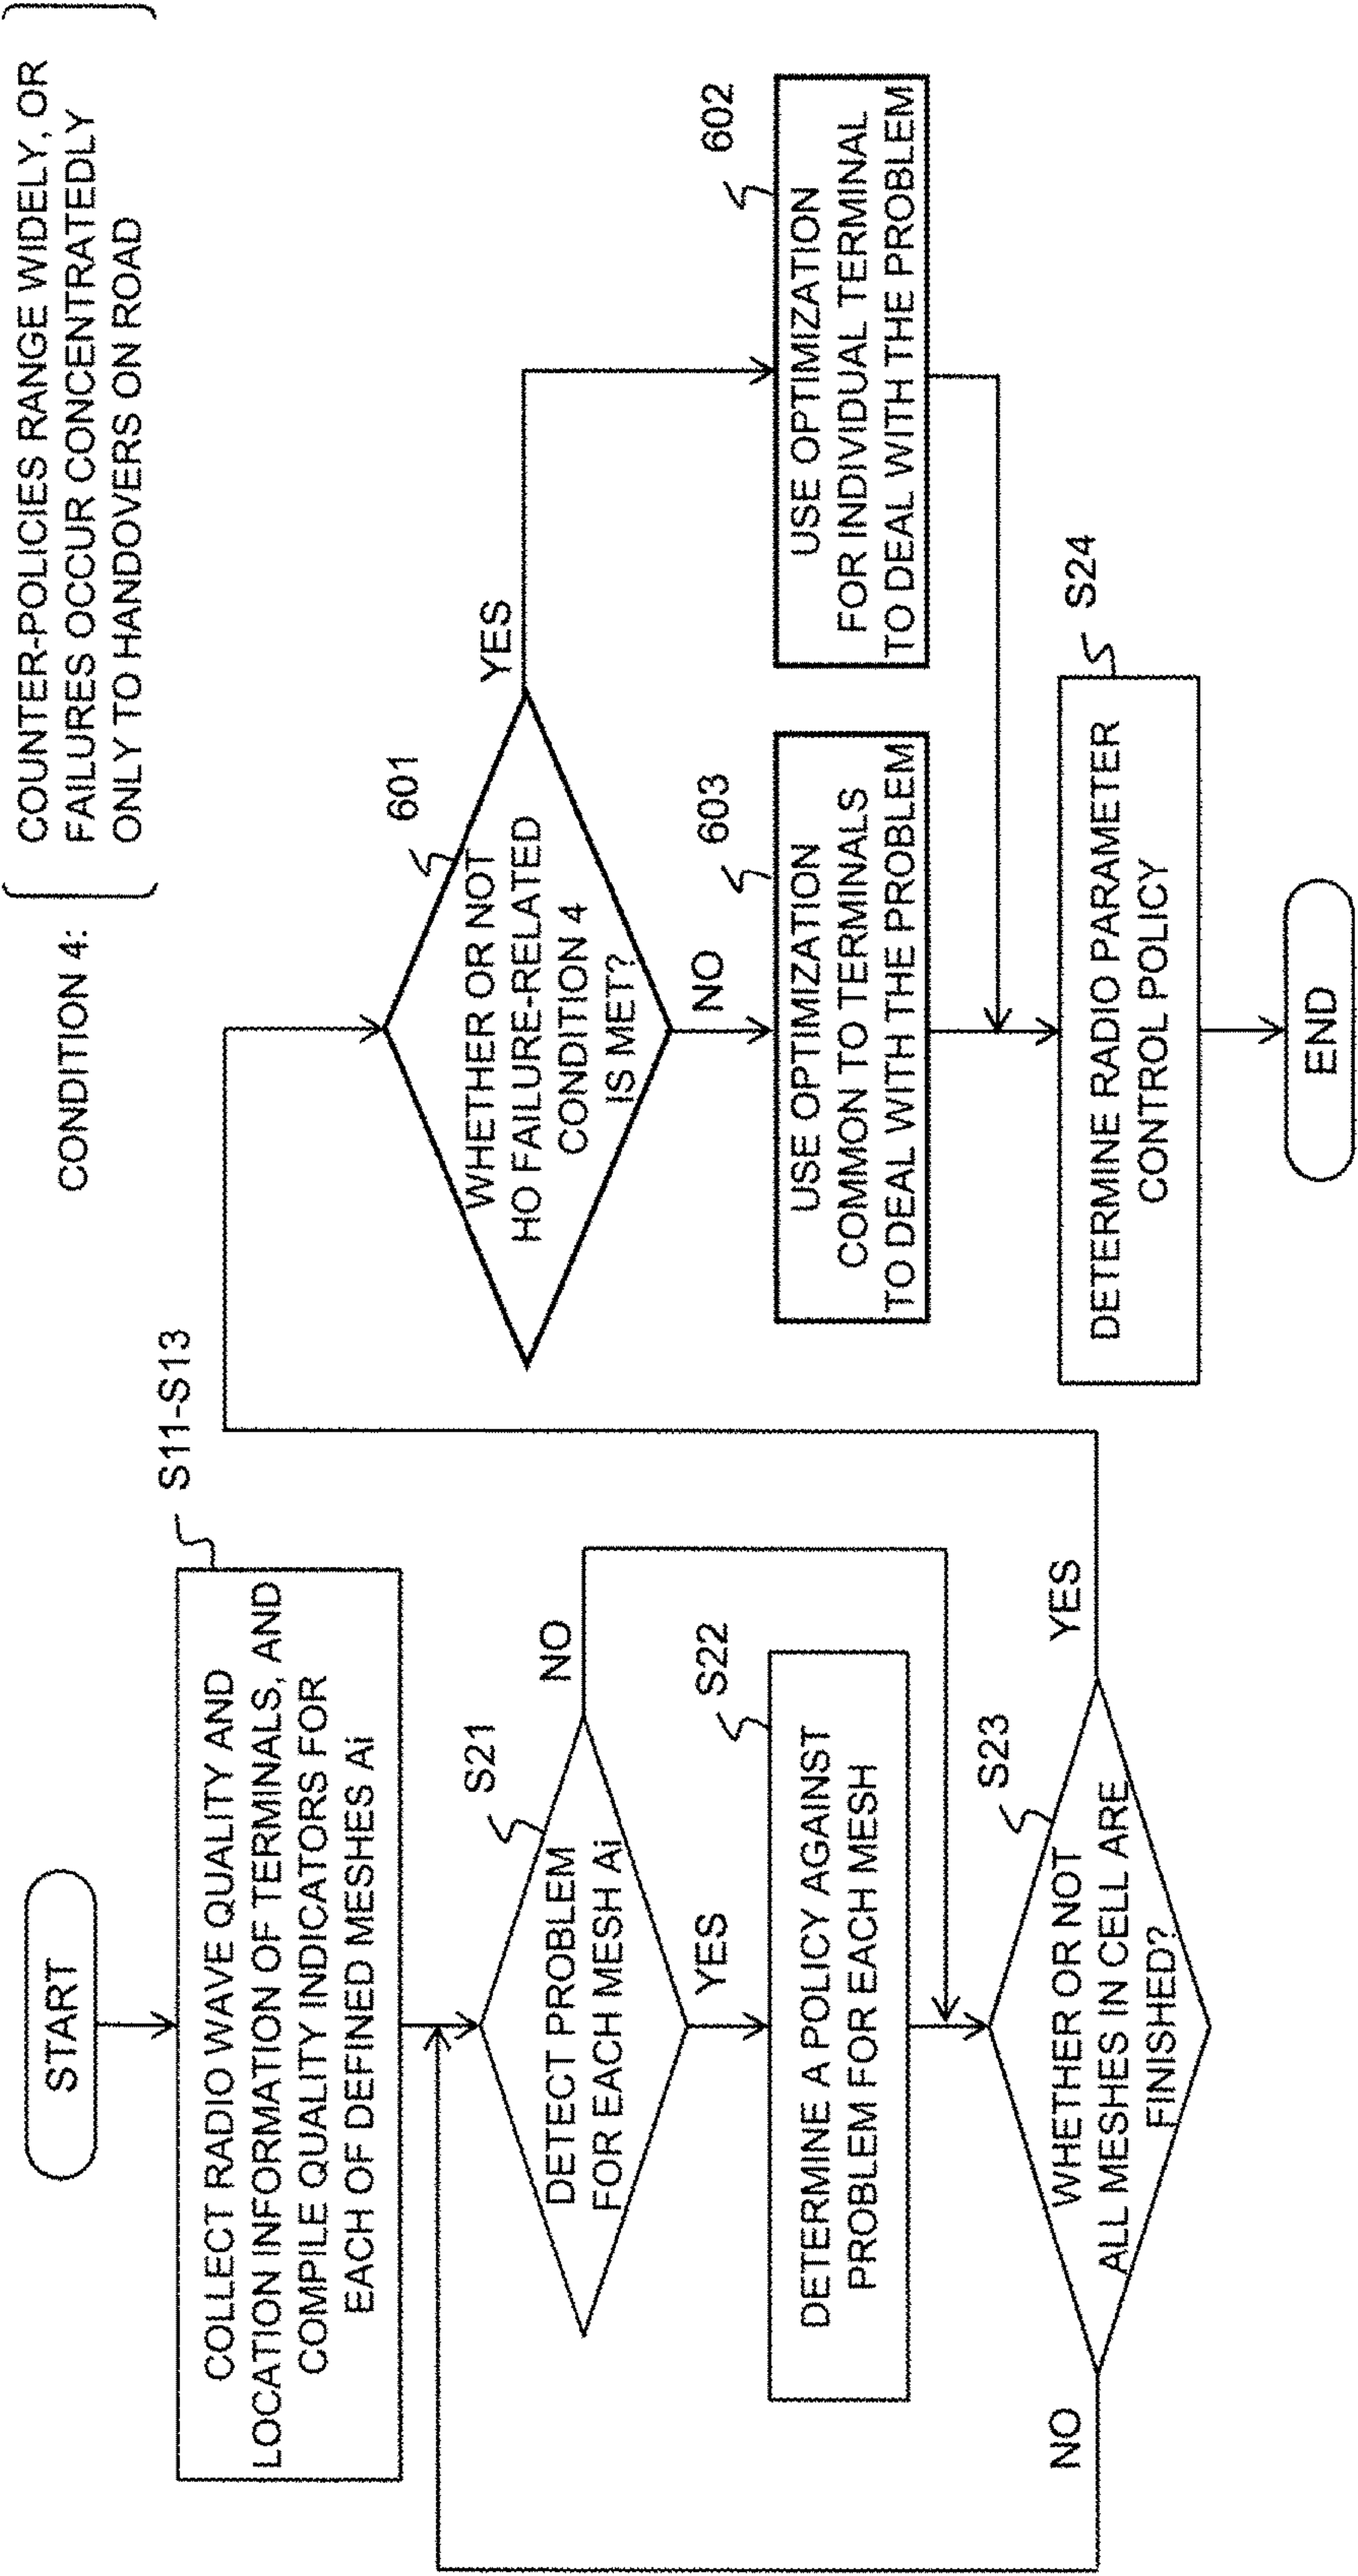 START
S11-S13
COLLECT RADIO WAVE QUALITY AND
LOCATION INFORMATION OF TERMINALS, AND
COMPILE QUALITY INDICATORS FOR
EACH OF DEFINED MESHES Ai
S21
DETECT PROBLEM
FOR EACH MESH Ai
NO
YES
S22
DETERMINE A POLICY AGAINST
PROBLEM FOR EACH MESH
S23
WHETHER OR NOT
ALL MESHES IN CELL ARE
FINISHED?
NO
YES
CONDITION 4:
COUNTER-POLICIES RANGE WIDELY, OR
FAILURES OCCUR CONCENTRATEDLY
ONLY TO HANDOVERS ON ROAD
601
WHETHER OR NOT
HO FAILURE-RELATED
CONDITION 4
IS MET?
YES
NO
603
USE OPTIMIZATION
COMMON TO TERMINALS
TO DEAL WITH THE PROBLEM
602
USE OPTIMIZATION
FOR INDIVIDUAL TERMINAL
TO DEAL WITH THE PROBLEM
S24
DETERMINE RADIO PARAMETER
CONTROL POLICY
END